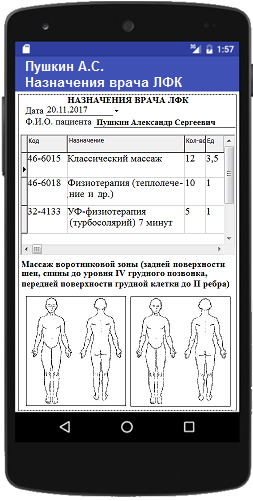 3G 1:57
Пушкин А.С.
Назначения врача ЛФК
НАЗНАЧЕНИЯ ВРАЧА ЛФК
Дата 20.11.2017
Ф.И.О. пациента Пушкин Александр Сергеевич
Код Назначение Кол-во Ед
46-6015 Классический массаж 12 3,5
46-6018 Физиотерапия (теплолече-
ние и др.) 10 1
32-4133 УФ-физиотерапия
(турбосолярий) 7 минут 5 1
Массаж воротниковой зоны (задней поверхности
шеи, спины до уровня IV грудного позвонка,
передней поверхности грудной клетки до II ребра)